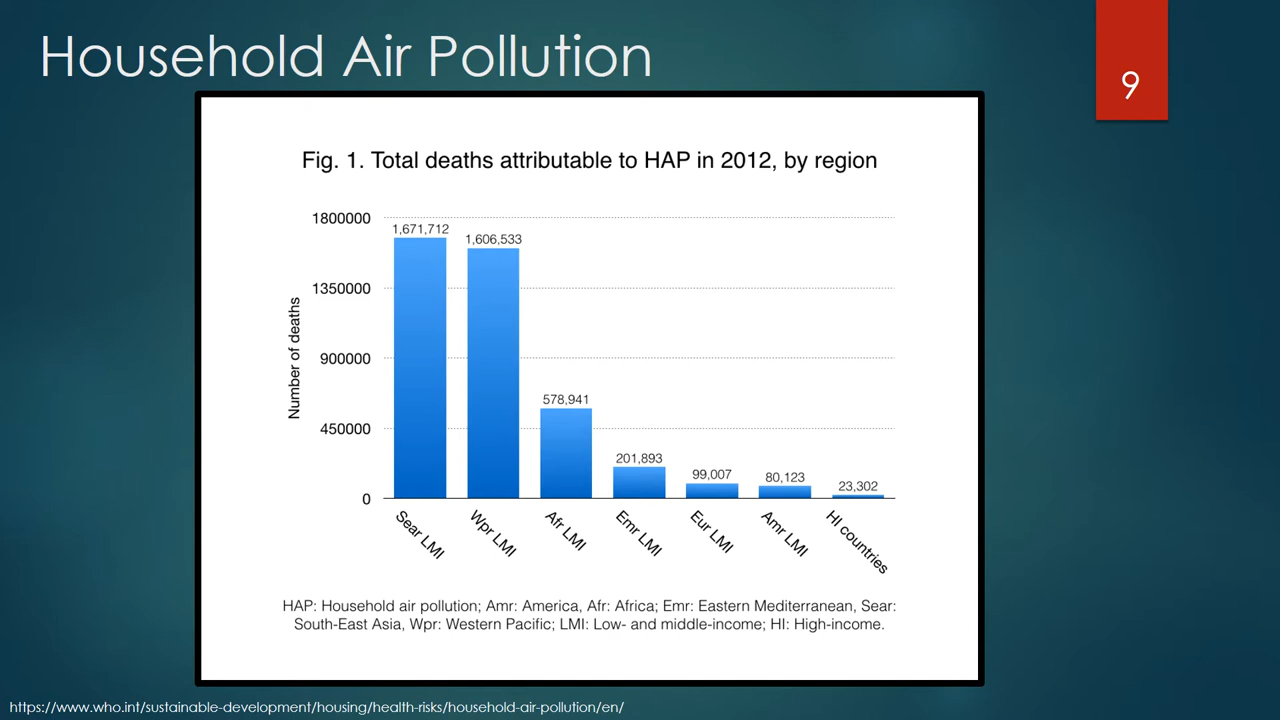 Household Air Pollution
9
Fig. 1. Total deaths attributable to HAP in 2012, by region
Number of deaths
1800000
1350000
900000
450000
0
1,671,712
1,606,533
578,941
201,893
99,007
80,123
23,302
Sear LMI
Wpr LMI
Afr LMI
Emr LMI
Eur LMI
Amr LMI
HI countries
HAP: Household air pollution; Amr: America, Afr: Africa; Emr: Eastern Mediterranean, Sear:
South-East Asia, Wpr: Western Pacific; LMI: Low- and middle-income; HI: High-income.
https://www.who.int/sustainable-development/housing/health-risks/household-air-pollution/en/